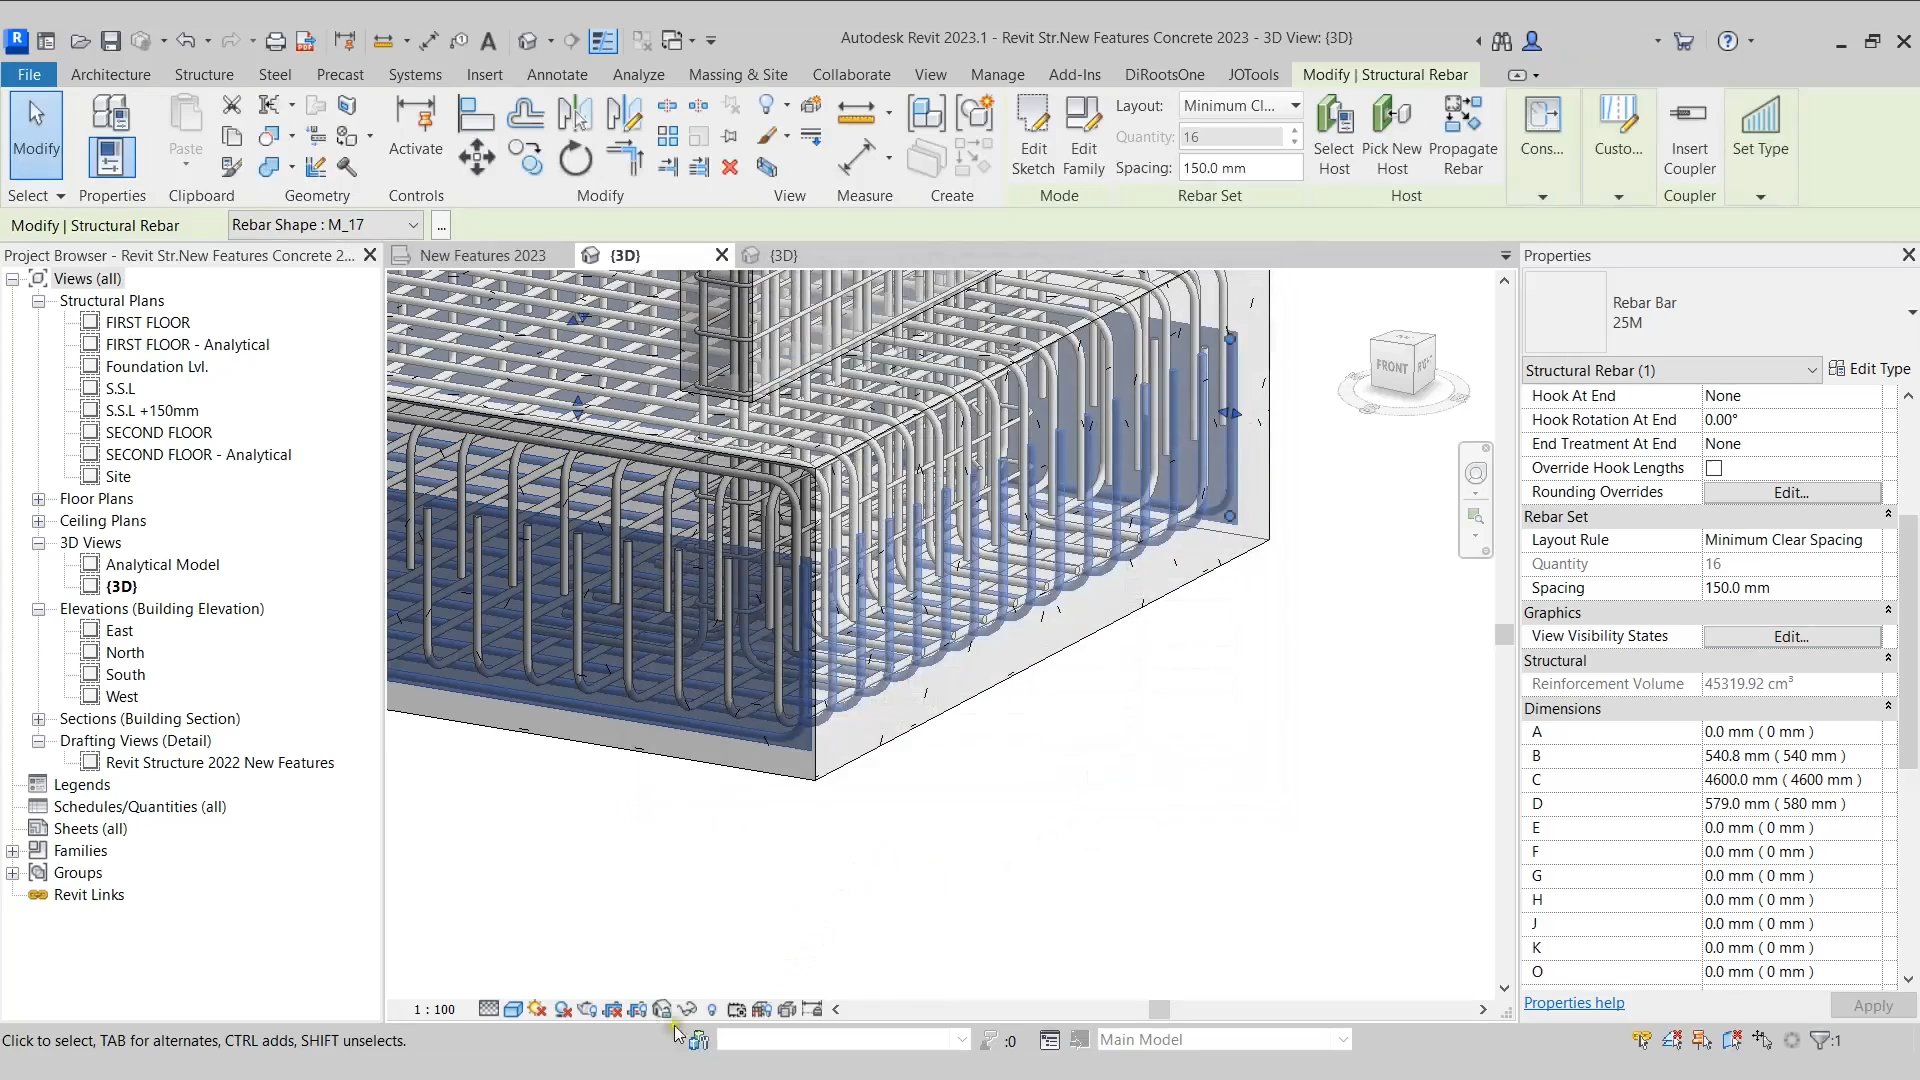 R
Autodesk Revit 2023.1 - Revit Str.New Features Concrete 2023 - 3D View: {3D}
File
Architecture
Structure
Steel
Precast
Systems
Insert
Annotate
Analyze
Massing & Site
Collaborate
View
Manage
Add-Ins
DiRootsOne
JOTools
Modify | Structural Rebar
Modify
Paste
Activate
Edit Sketch
Edit Family
Layout: Minimum Cl...
Quantity: 16
Spacing: 150.0 mm
Select Host
Pick New Host
Propagate Rebar
Cons...
Custo...
Insert Coupler
Set Type
Select
Properties
Clipboard
Geometry
Controls
Modify
View
Measure
Create
Mode
Rebar Set
Host
Coupler
Modify | Structural Rebar
Rebar Shape : M_17
...
Project Browser - Revit Str.New Features Concrete 2...
Views (all)
Structural Plans
FIRST FLOOR
FIRST FLOOR - Analytical
Foundation Lvl.
S.S.L
S.S.L +150mm
SECOND FLOOR
SECOND FLOOR - Analytical
Site
Floor Plans
Ceiling Plans
3D Views
Analytical Model
{3D}
Elevations (Building Elevation)
East
North
South
West
Sections (Building Section)
Drafting Views (Detail)
Revit Structure 2022 New Features
Legends
Schedules/Quantities (all)
Sheets (all)
Families
Groups
Revit Links
New Features 2023
{3D}
{3D}
FRONT
Properties
Rebar Bar
25M
Structural Rebar (1)
Edit Type
Hook At End None
Hook Rotation At End 0.00°
End Treatment At End None
Override Hook Lengths
Rounding Overrides Edit...
Rebar Set
Layout Rule Minimum Clear Spacing
Quantity 16
Spacing 150.0 mm
Graphics
View Visibility States Edit...
Structural
Reinforcement Volume 45319.92 cm³
Dimensions
A 0.0 mm ( 0 mm )
B 540.8 mm ( 540 mm )
C 4600.0 mm ( 4600 mm )
D 579.0 mm ( 580 mm )
E 0.0 mm ( 0 mm )
F 0.0 mm ( 0 mm )
G 0.0 mm ( 0 mm )
H 0.0 mm ( 0 mm )
J 0.0 mm ( 0 mm )
K 0.0 mm ( 0 mm )
O 0.0 mm ( 0 mm )
Properties help
Apply
1 : 100
Click to select, TAB for alternates, CTRL adds, SHIFT unselects.
:0
Main Model
:1